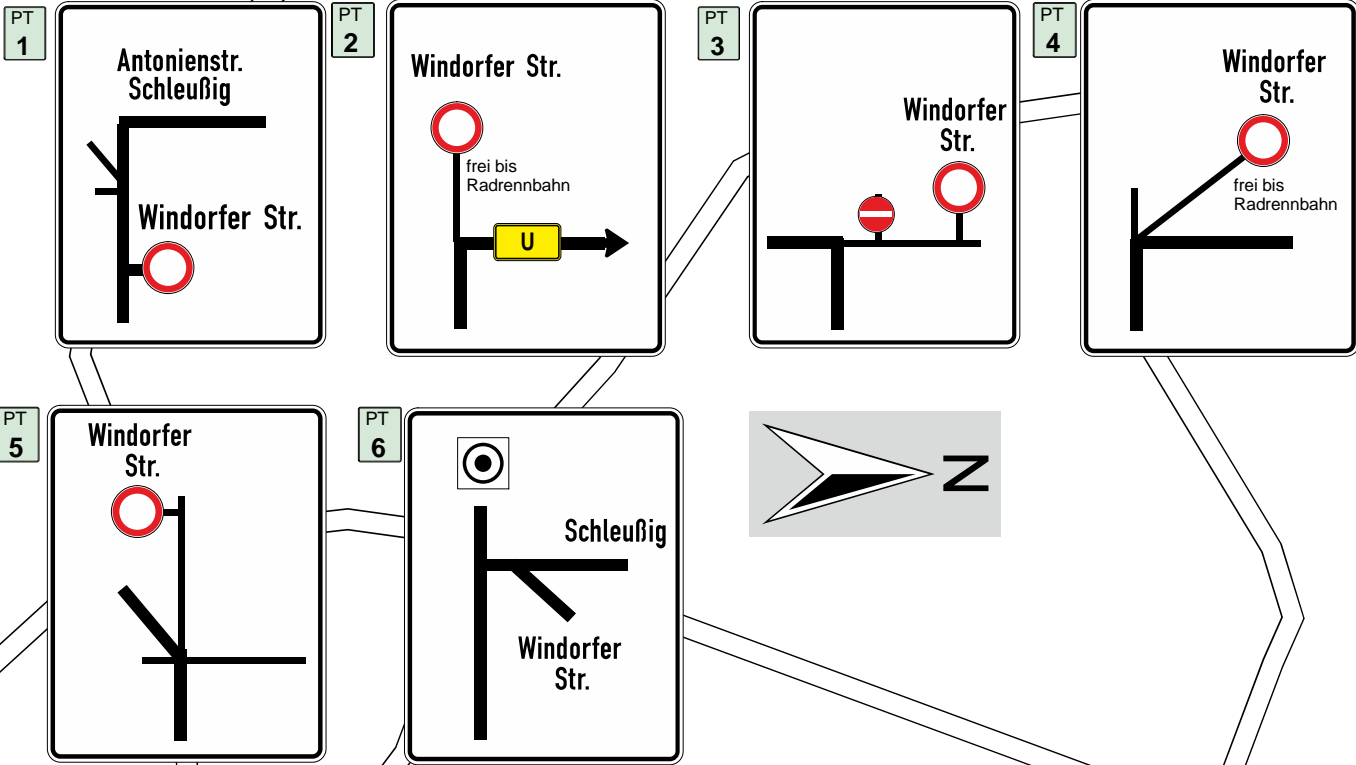 PT
1
Antonienstr.
Schleußig
Windorfer Str.
PT
2
Windorfer Str.
frei bis
Radrennbahn
U
PT
3
Windorfer
Str.
PT
4
Windorfer
Str.
frei bis
Radrennbahn
PT
5
Windorfer
Str.
PT
6
Schleußig
Windorfer
Str.
N